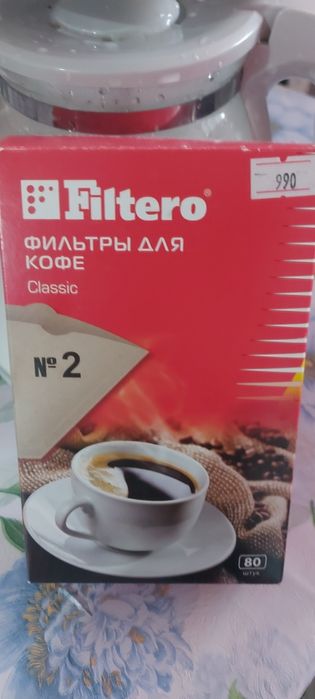 990
Filtero®
ФИЛЬТРЫ ДЛЯ
КОФЕ
Classic
№ 2
80
штук